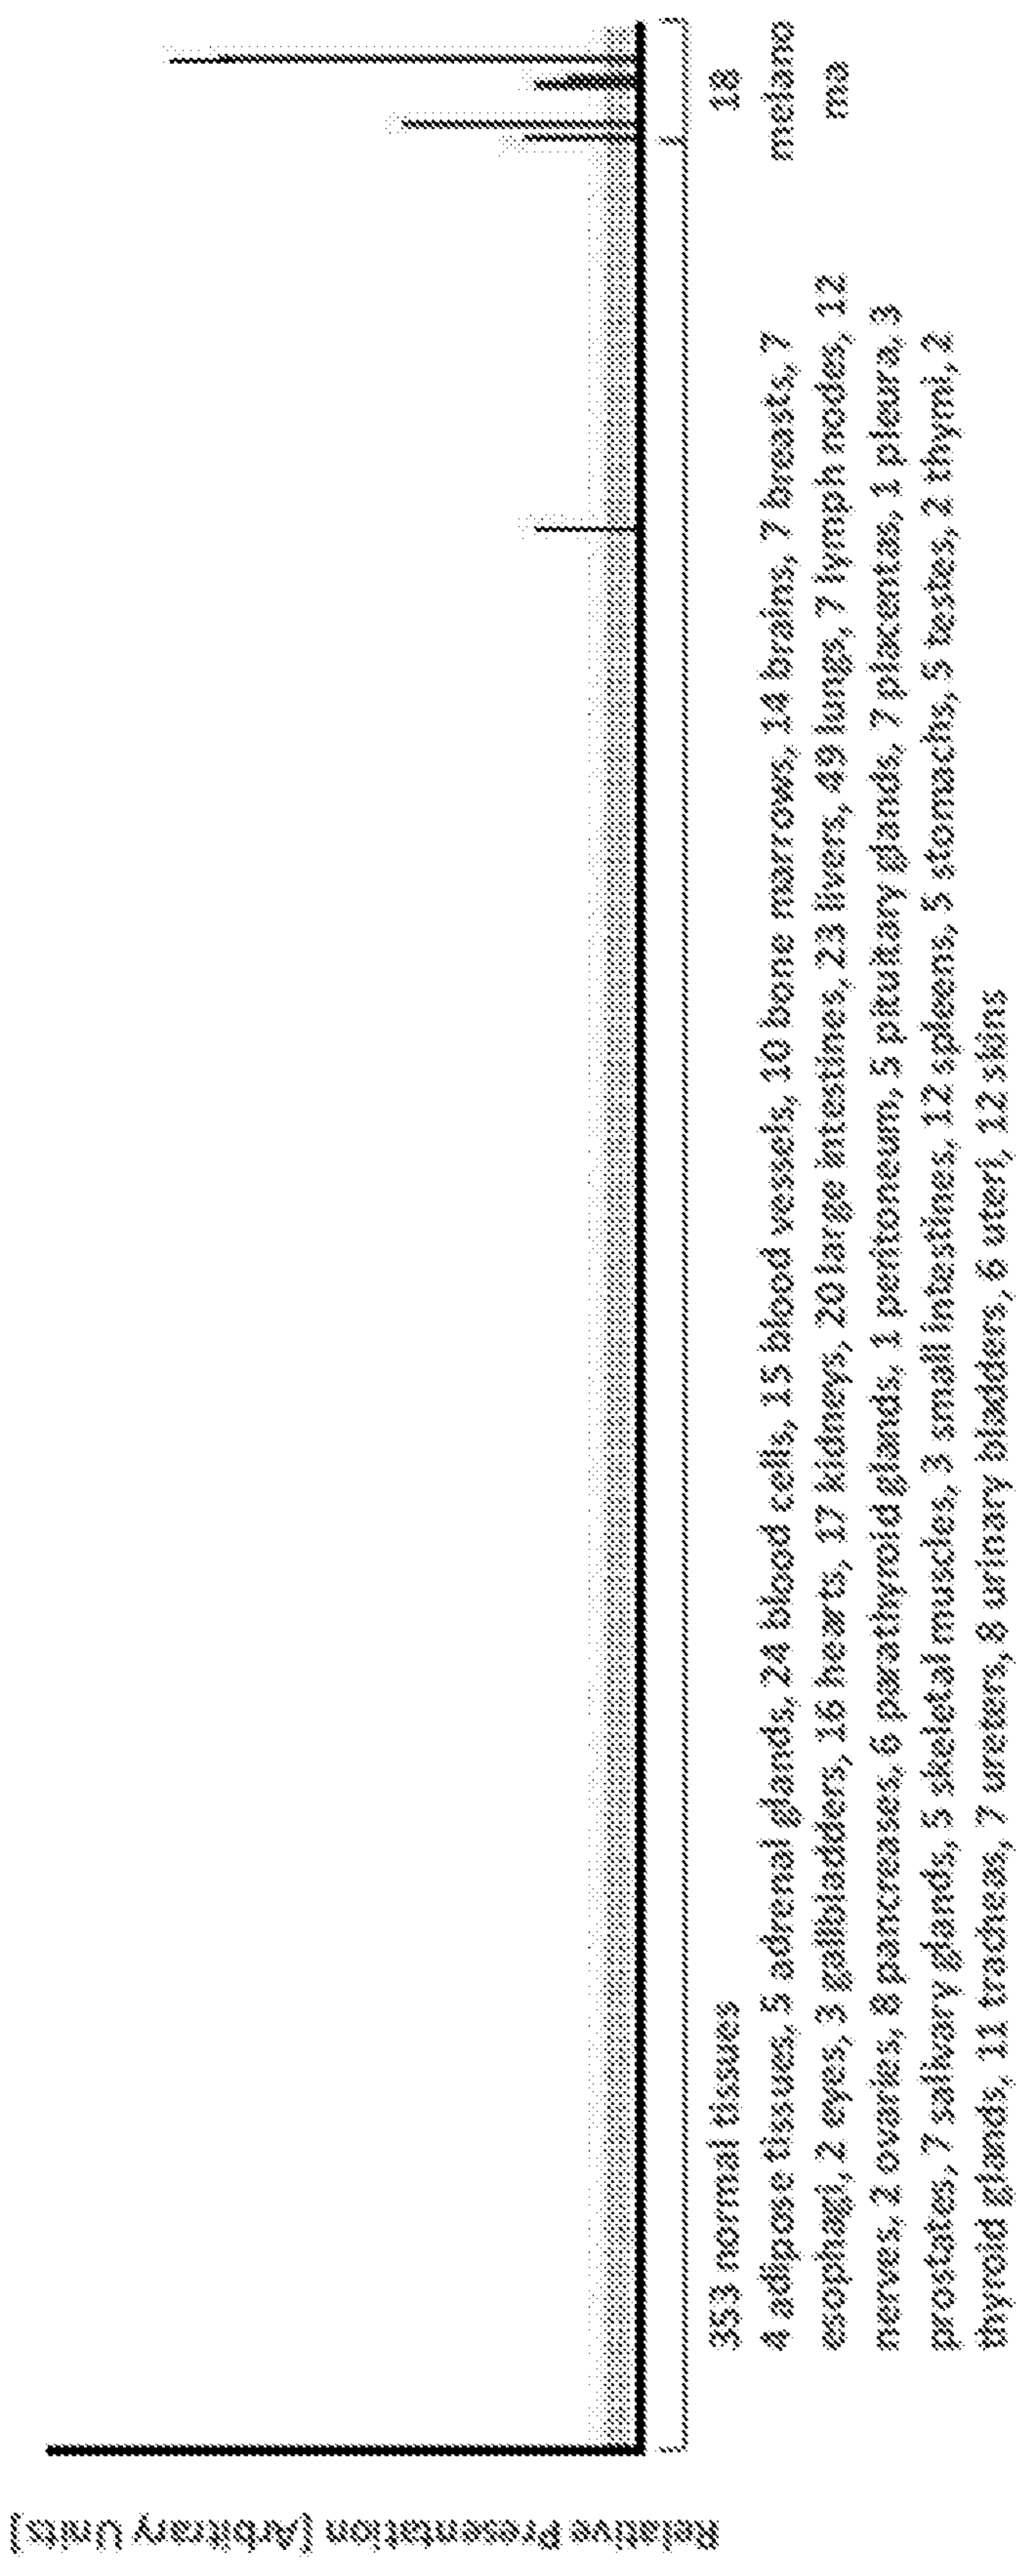 Relative Presentation [Arbitrary Units]
353 normal tissues
4 adipose tissues, 5 adrenal glands, 24 blood cells, 15 blood vessels, 10 bone marrows, 14 brains, 7 breasts, 7
esophagi, 2 eyes, 3 gallbladders, 16 hearts, 17 kidneys, 20 large intestines, 23 livers, 49 lungs, 7 lymph nodes, 12
nerves, 2 ovaries, 8 pancreases, 6 parathyroid glands, 1 peritoneum, 5 pituitary glands, 7 placentas, 1 pleura, 3
prostates, 7 salivary glands, 5 skeletal muscles, 3 small intestines, 12 spleens, 5 stomachs, 5 testes, 2 thymi, 2
thyroid glands, 11 tracheas, 7 ureters, 8 urinary bladders, 6 uteri, 12 skins
18
melano
ma